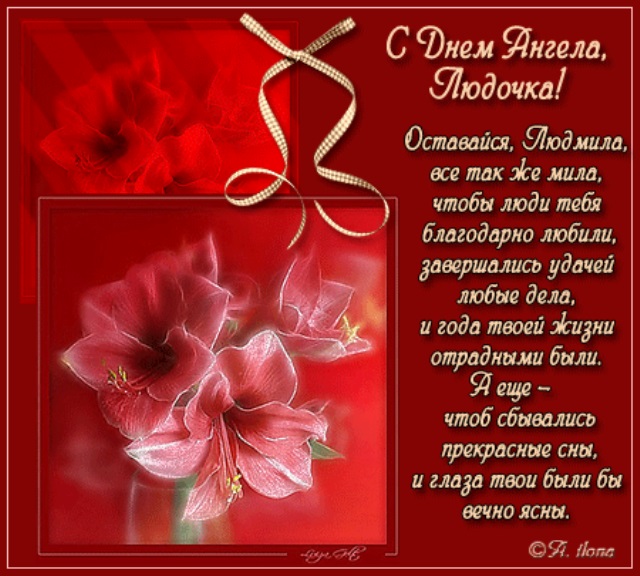 С Днем Ангела,
Людочка!
Оставайся, Людмила,
все так же мила,
чтобы люди тебя
благодарно любили,
завершались удачей
любые дела,
и года твоей жизни
отрадными были.
А еще –
чтоб сбывались
прекрасные сны,
и глаза твои были бы
вечно ясны.
©A. ilona